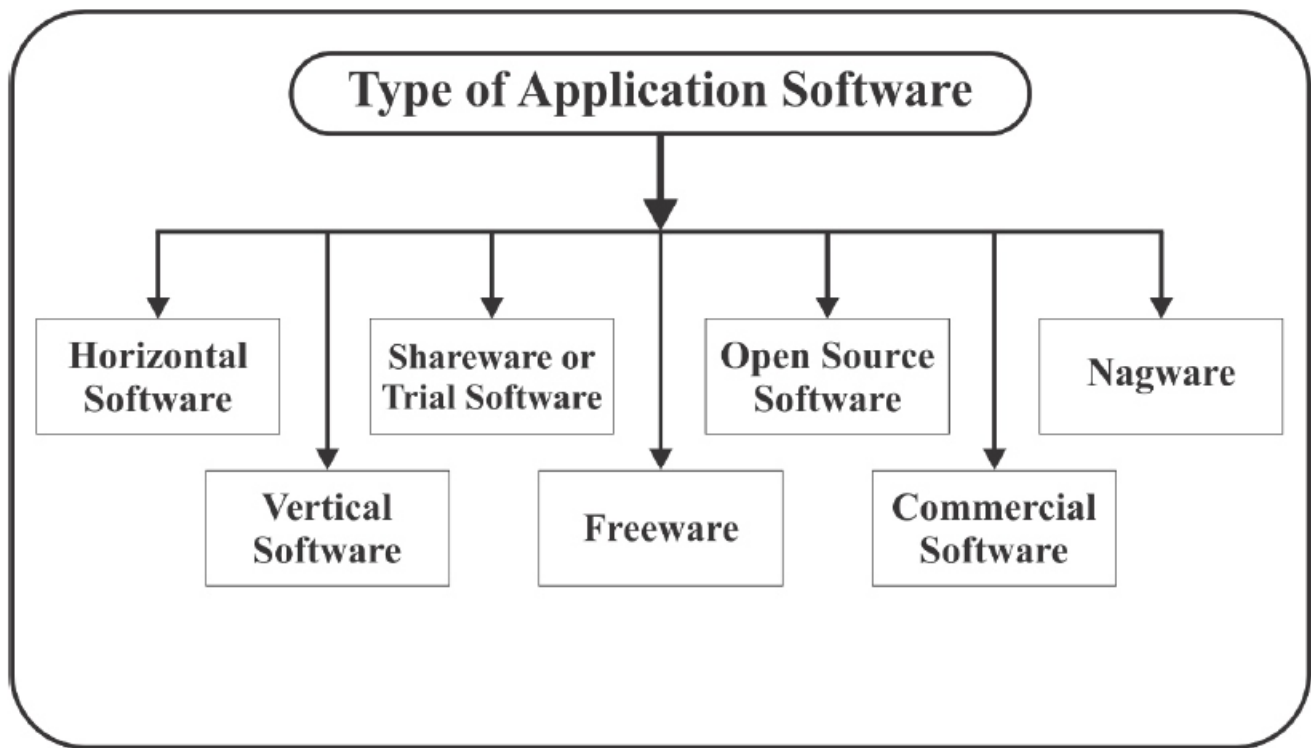 Type of Application Software
Horizontal
Software
Shareware or
Trial Software
Open Source
Software
Nagware
Vertical
Software
Freeware
Commercial
Software